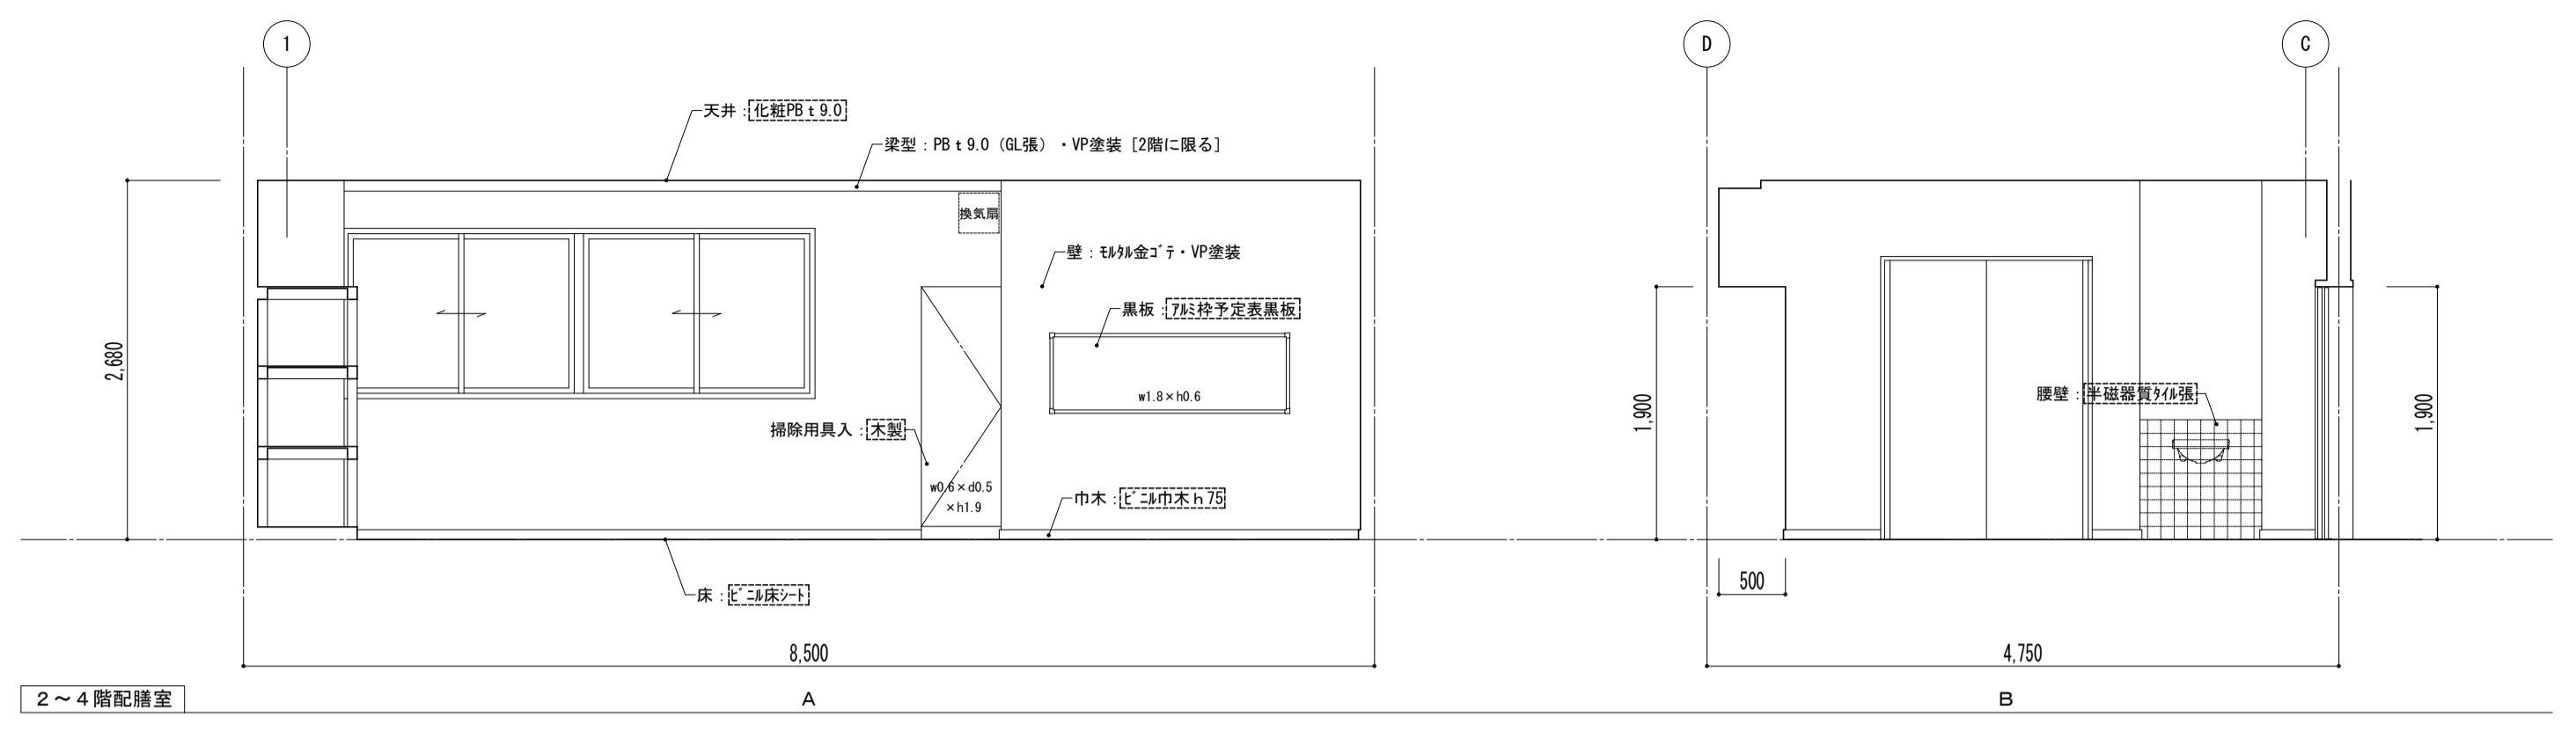 1
D
C
天井：化粧PBｔ9.0
梁型：PBｔ9.0（GL張）・VP塗装［2階に限る］
換気扇
壁：ﾓﾙﾀﾙ金ｺﾞﾃ・VP塗装
黒板：ｱﾙﾐ枠予定表黒板
w1.8×h0.6
2,680
1,900
1,900
腰壁：半磁器質ﾀｲﾙ張
掃除用具入：木製
w0.6×d0.5
×h1.9
巾木：ﾋﾞﾆﾙ巾木ｈ75
床：ﾋﾞﾆﾙ床ｼｰﾄ
500
8,500
4,750
２～４階配膳室
A
B